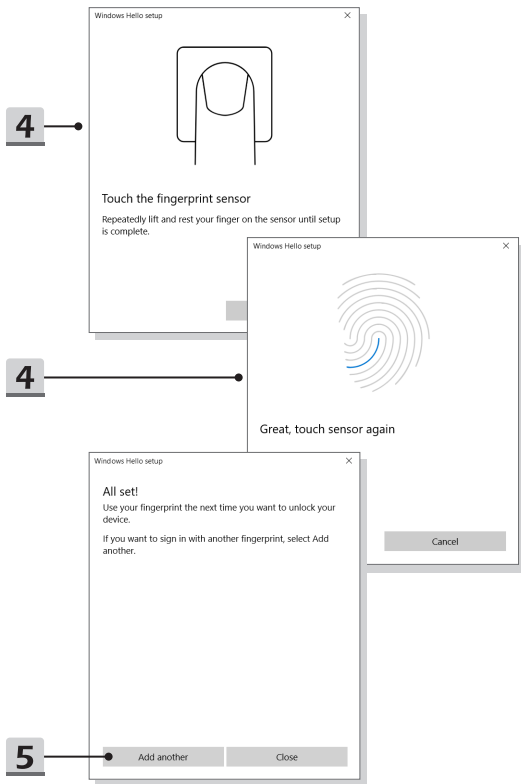 Windows Hello setup
4
Touch the fingerprint sensor
Repeatedly lift and rest your finger on the sensor until setup
is complete.
Windows Hello setup
4
Great, touch sensor again
Cancel
Windows Hello setup
All set!
Use your fingerprint the next time you want to unlock your
device.
If you want to sign in with another fingerprint, select Add
another.
5
Add another
Close